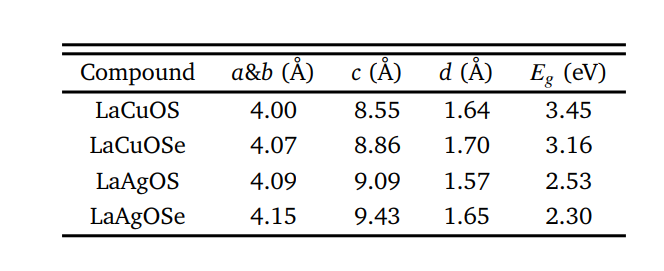 Compound a&b (Å) c (Å) d (Å) E_g (eV)
LaCuOS 4.00 8.55 1.64 3.45
LaCuOSe 4.07 8.86 1.70 3.16
LaAgOS 4.09 9.09 1.57 2.53
LaAgOSe 4.15 9.43 1.65 2.30